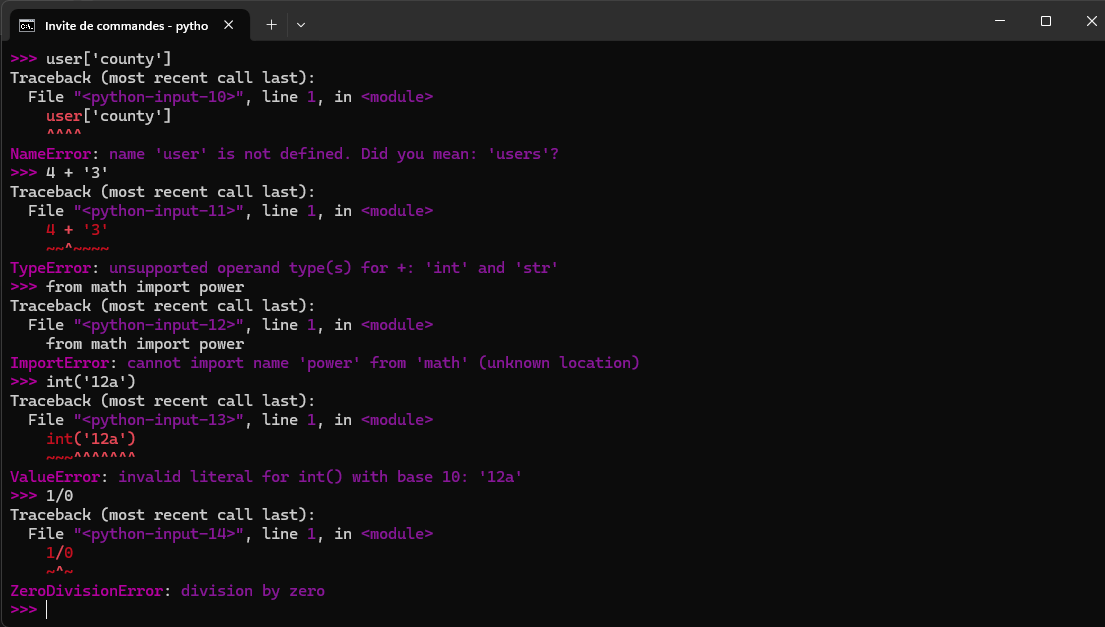 Invite de commandes - pytho
>>> user['county']
Traceback (most recent call last):
  File "<python-input-10>", line 1, in <module>
    user['county']
    ^^^^
NameError: name 'user' is not defined. Did you mean: 'users'?
>>> 4 + '3'
Traceback (most recent call last):
  File "<python-input-11>", line 1, in <module>
    4 + '3'
    ~~^~~~~
TypeError: unsupported operand type(s) for +: 'int' and 'str'
>>> from math import power
Traceback (most recent call last):
  File "<python-input-12>", line 1, in <module>
    from math import power
ImportError: cannot import name 'power' from 'math' (unknown location)
>>> int('12a')
Traceback (most recent call last):
  File "<python-input-13>", line 1, in <module>
    int('12a')
    ~~~^^^^^^^
ValueError: invalid literal for int() with base 10: '12a'
>>> 1/0
Traceback (most recent call last):
  File "<python-input-14>", line 1, in <module>
    1/0
    ~^~
ZeroDivisionError: division by zero
>>>